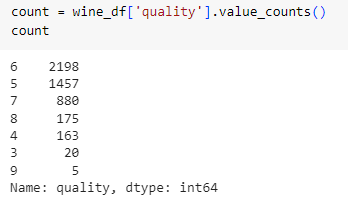 count = wine_df['quality'].value_counts()
count
6 2198
5 1457
7 880
8 175
4 163
3 20
9 5
Name: quality, dtype: int64